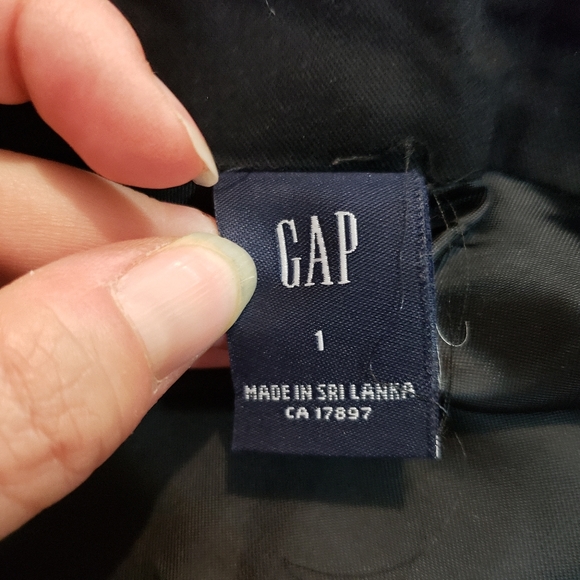 GAP
1
MADE IN SRI LANKA
CA 17897